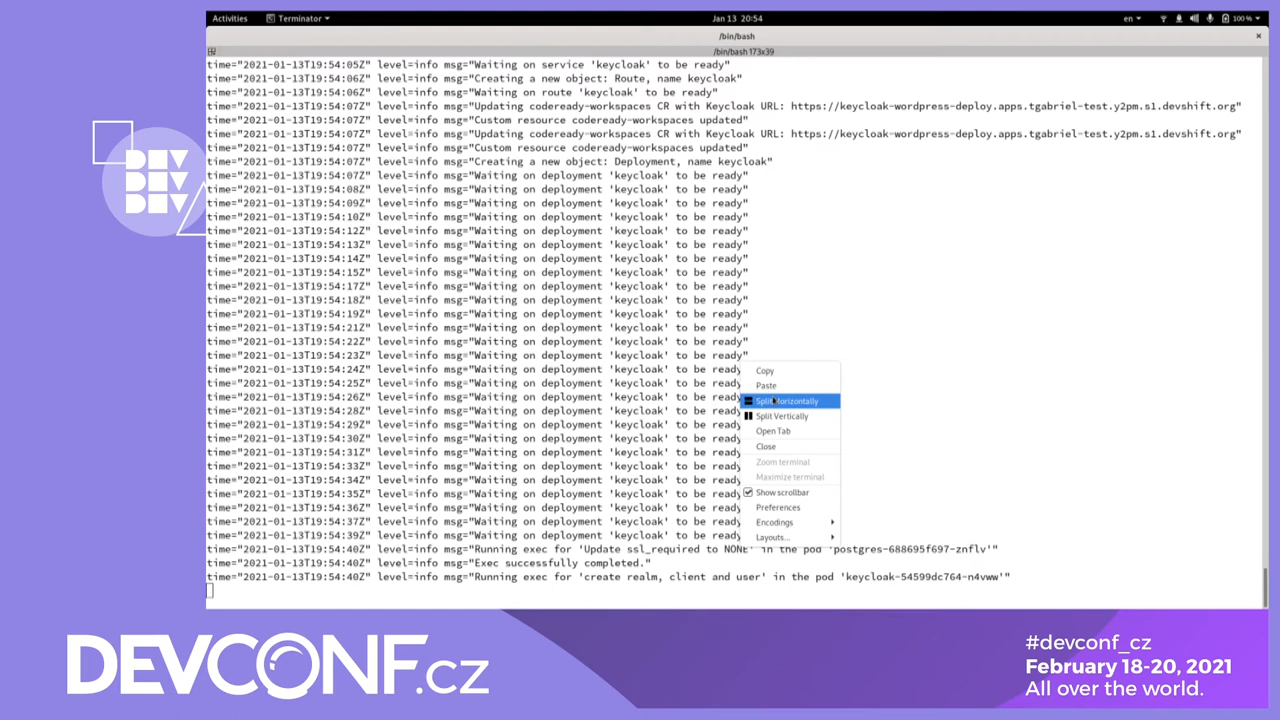 Activities Terminator Jan 13 20:54 en 100 %
/bin/bash
/bin/bash 173x39
time="2021-01-13T19:54:05Z" level=info msg="Waiting on service 'keycloak' to be ready"
time="2021-01-13T19:54:06Z" level=info msg="Creating a new object: Route, name keycloak"
time="2021-01-13T19:54:06Z" level=info msg="Waiting on route 'keycloak' to be ready"
time="2021-01-13T19:54:07Z" level=info msg="Updating codeready-workspaces CR with Keycloak URL: https://keycloak-wordpress-deploy.apps.tgabriel-test.y2pm.s1.devshift.org"
time="2021-01-13T19:54:07Z" level=info msg="Custom resource codeready-workspaces updated"
time="2021-01-13T19:54:07Z" level=info msg="Updating codeready-workspaces CR with Keycloak URL: https://keycloak-wordpress-deploy.apps.tgabriel-test.y2pm.s1.devshift.org"
time="2021-01-13T19:54:07Z" level=info msg="Custom resource codeready-workspaces updated"
time="2021-01-13T19:54:07Z" level=info msg="Creating a new object: Deployment, name keycloak"
time="2021-01-13T19:54:07Z" level=info msg="Waiting on deployment 'keycloak' to be ready"
time="2021-01-13T19:54:08Z" level=info msg="Waiting on deployment 'keycloak' to be ready"
time="2021-01-13T19:54:09Z" level=info msg="Waiting on deployment 'keycloak' to be ready"
time="2021-01-13T19:54:10Z" level=info msg="Waiting on deployment 'keycloak' to be ready"
time="2021-01-13T19:54:12Z" level=info msg="Waiting on deployment 'keycloak' to be ready"
time="2021-01-13T19:54:13Z" level=info msg="Waiting on deployment 'keycloak' to be ready"
time="2021-01-13T19:54:14Z" level=info msg="Waiting on deployment 'keycloak' to be ready"
time="2021-01-13T19:54:15Z" level=info msg="Waiting on deployment 'keycloak' to be ready"
time="2021-01-13T19:54:17Z" level=info msg="Waiting on deployment 'keycloak' to be ready"
time="2021-01-13T19:54:18Z" level=info msg="Waiting on deployment 'keycloak' to be ready"
time="2021-01-13T19:54:19Z" level=info msg="Waiting on deployment 'keycloak' to be ready"
time="2021-01-13T19:54:21Z" level=info msg="Waiting on deployment 'keycloak' to be ready"
time="2021-01-13T19:54:22Z" level=info msg="Waiting on deployment 'keycloak' to be ready"
time="2021-01-13T19:54:23Z" level=info msg="Waiting on deployment 'keycloak' to be ready"
time="2021-01-13T19:54:24Z" level=info msg="Waiting on deployment 'keycloak' to be ready
time="2021-01-13T19:54:25Z" level=info msg="Waiting on deployment 'keycloak' to be ready
time="2021-01-13T19:54:26Z" level=info msg="Waiting on deployment 'keycloak' to be ready
time="2021-01-13T19:54:28Z" level=info msg="Waiting on deployment 'keycloak' to be ready
time="2021-01-13T19:54:29Z" level=info msg="Waiting on deployment 'keycloak' to be ready
time="2021-01-13T19:54:30Z" level=info msg="Waiting on deployment 'keycloak' to be ready
time="2021-01-13T19:54:32Z" level=info msg="Waiting on deployment 'keycloak' to be ready
time="2021-01-13T19:54:33Z" level=info msg="Waiting on deployment 'keycloak' to be ready
time="2021-01-13T19:54:34Z" level=info msg="Waiting on deployment 'keycloak' to be ready
time="2021-01-13T19:54:35Z" level=info msg="Waiting on deployment 'keycloak' to be ready
time="2021-01-13T19:54:36Z" level=info msg="Waiting on deployment 'keycloak' to be ready
time="2021-01-13T19:54:37Z" level=info msg="Waiting on deployment 'keycloak' to be ready
time="2021-01-13T19:54:39Z" level=info msg="Waiting on deployment 'keycloak' to be ready
time="2021-01-13T19:54:40Z" level=info msg="Running exec for 'Update ssl_required to NONE' in the pod 'postgres-688695f697-znflv'"
time="2021-01-13T19:54:40Z" level=info msg="Exec successfully completed."
time="2021-01-13T19:54:40Z" level=info msg="Running exec for 'create realm, client and user' in the pod 'keycloak-54599dc764-n4vww'"
Copy
Paste
Split Horizontally
Split Vertically
Open Tab
Close
Zoom terminal
Maximize terminal
Show scrollbar
Preferences
Encodings
Layouts...
DEV
DEV
DEV
DEVCONF.cz
#devconf_cz
February 18-20, 2021
All over the world.